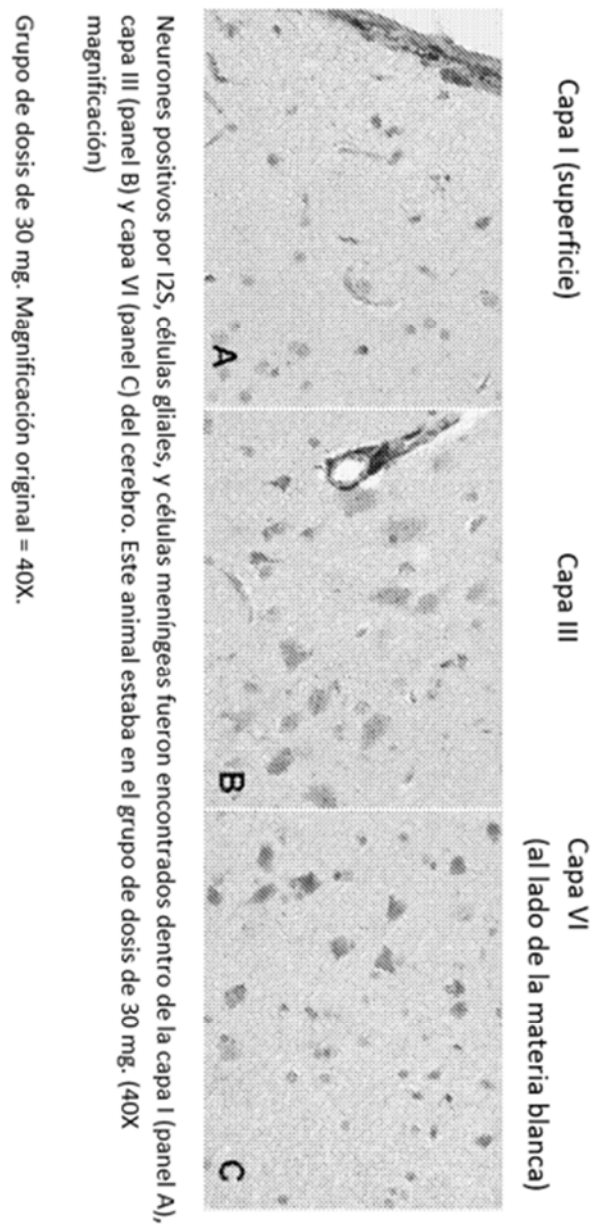 Capa I (superficie)
Capa III
Capa VI
(al lado de la materia blanca)
A
B
C
Neurones positivos por I2S, células gliales, y células meníngeas fueron encontrados dentro de la capa I (panel A),
capa III (panel B) y capa VI (panel C) del cerebro. Este animal estaba en el grupo de dosis de 30 mg. (40X
magnificación)
Grupo de dosis de 30 mg. Magnificación original = 40X.